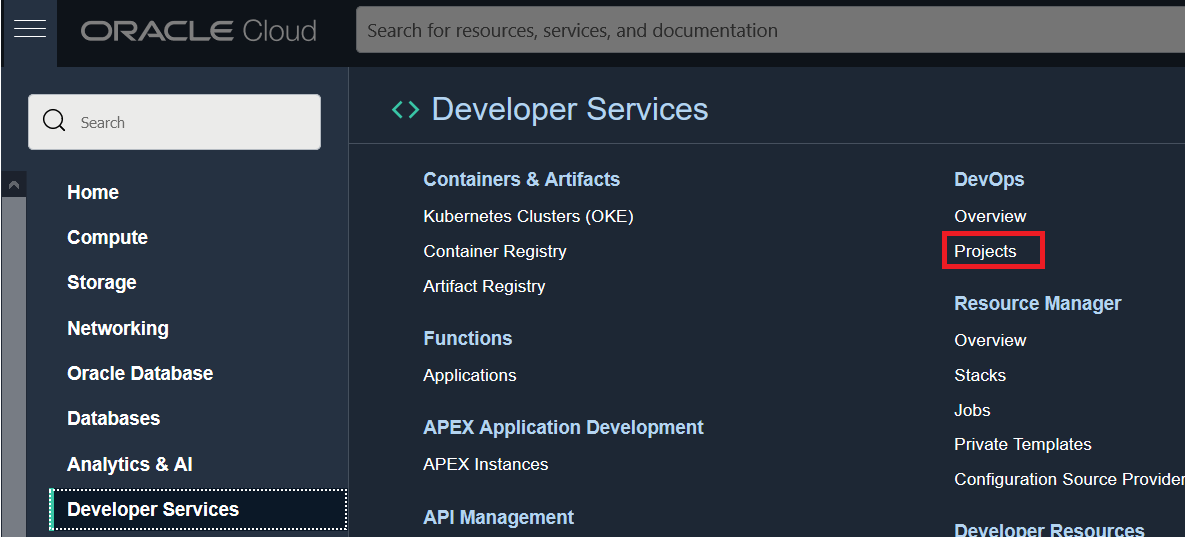 ORACLE Cloud
Search for resources, services, and documentation
Search
Home
Compute
Storage
Networking
Oracle Database
Databases
Analytics & AI
Developer Services
Developer Services
Containers & Artifacts
Kubernetes Clusters (OKE)
Container Registry
Artifact Registry
Functions
Applications
APEX Application Development
APEX Instances
API Management
DevOps
Overview
Projects
Resource Manager
Overview
Stacks
Jobs
Private Templates
Configuration Source Provider
Developer Resources